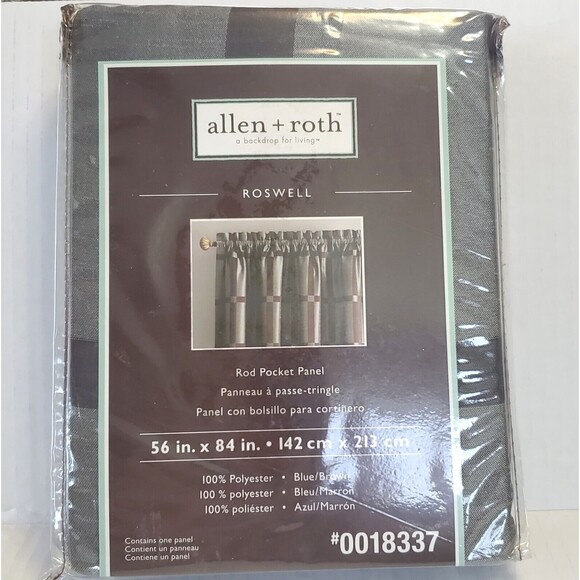 allen + roth™
a backdrop for living™
ROSWELL
Rod Pocket Panel
Panneau à passe-tringle
Panel con bolsillo para cortinero
56 in. x 84 in. • 142 cm x 213 cm
100% Polyester • Blue/Brown
100 % polyester • Bleu/Marron
100% poliéster • Azul/Marrón
Contains one panel
Contient un panneau
Contiene un panel
#0018337